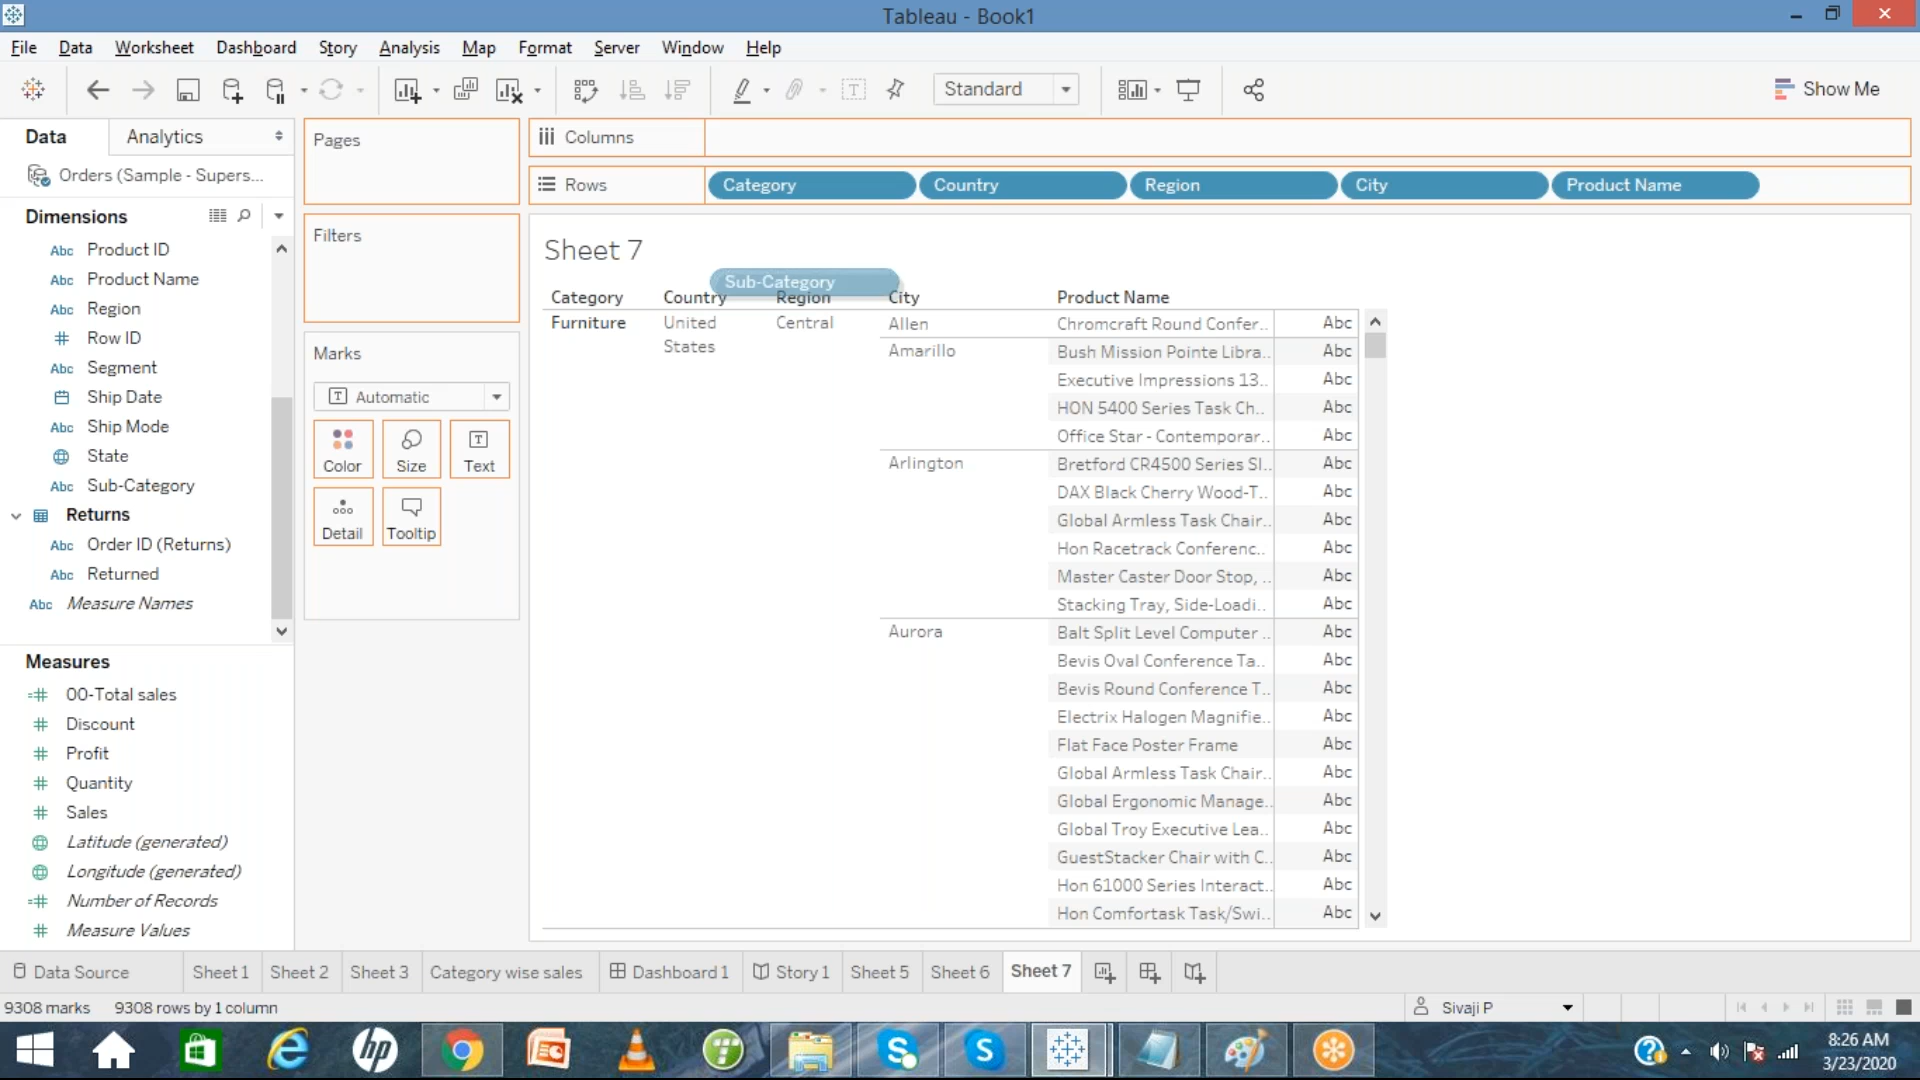 Tableau - Book1
File Data Worksheet Dashboard Story Analysis Map Format Server Window Help
Standard
Show Me
Data Analytics
Orders (Sample - Supers...
Dimensions
Abc Product ID
Abc Product Name
Abc Region
Row ID
Abc Segment
Ship Date
Abc Ship Mode
State
Abc Sub-Category
Returns
Abc Order ID (Returns)
Abc Returned
Abc Measure Names
Measures
=# 00-Total sales
# Discount
# Profit
# Quantity
# Sales
Latitude (generated)
Longitude (generated)
=# Number of Records
# Measure Values
Pages
Filters
Marks
Automatic
Color Size Text
Detail Tooltip
Columns
Rows Category Country Region City Product Name
Sheet 7
Sub-Category
Category Country Region City Product Name
Furniture United States Central Allen Chromcraft Round Confer.. Abc
Amarillo Bush Mission Pointe Libra.. Abc
Executive Impressions 13.. Abc
HON 5400 Series Task Ch.. Abc
Office Star - Contemporar.. Abc
Arlington Bretford CR4500 Series Sl.. Abc
DAX Black Cherry Wood-T.. Abc
Global Armless Task Chair.. Abc
Hon Racetrack Conferenc.. Abc
Master Caster Door Stop, .. Abc
Stacking Tray, Side-Loadi.. Abc
Aurora Balt Split Level Computer .. Abc
Bevis Oval Conference Ta.. Abc
Bevis Round Conference T.. Abc
Electrix Halogen Magnifie.. Abc
Flat Face Poster Frame Abc
Global Armless Task Chair.. Abc
Global Ergonomic Manage.. Abc
Global Troy Executive Lea.. Abc
GuestStacker Chair with C.. Abc
Hon 61000 Series Interact.. Abc
Hon Comfortask Task/Swi.. Abc
Data Source Sheet 1 Sheet 2 Sheet 3 Category wise sales Dashboard 1 Story 1 Sheet 5 Sheet 6 Sheet 7
9308 marks 9308 rows by 1 column Sivaji P
8:26 AM
3/23/2020